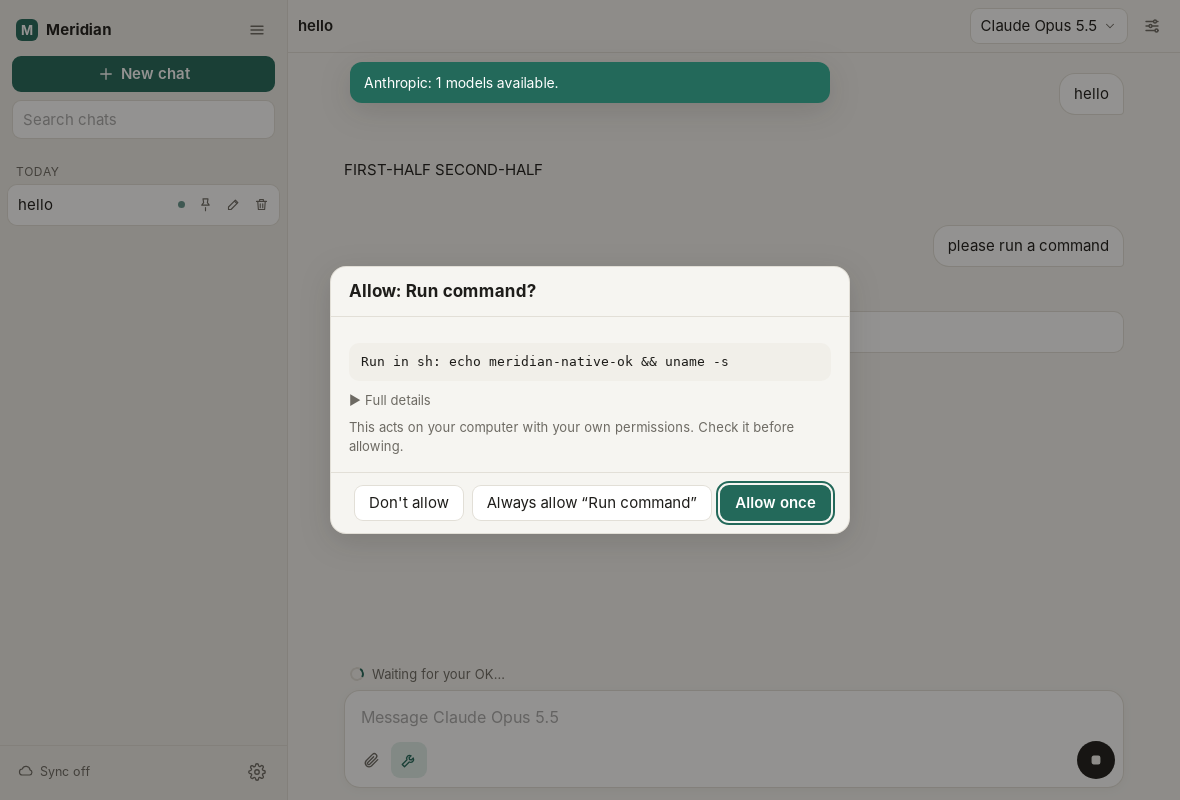 M Meridian
New chat
Search chats
TODAY
hello
Sync off
hello
Claude Opus 5.5
Anthropic: 1 models available.
hello
FIRST-HALF SECOND-HALF
please run a command
Allow: Run command?
Run in sh: echo meridian-native-ok && uname -s
Full details
This acts on your computer with your own permissions. Check it before
allowing.
Don't allow
Always allow “Run command”
Allow once
Waiting for your OK…
Message Claude Opus 5.5